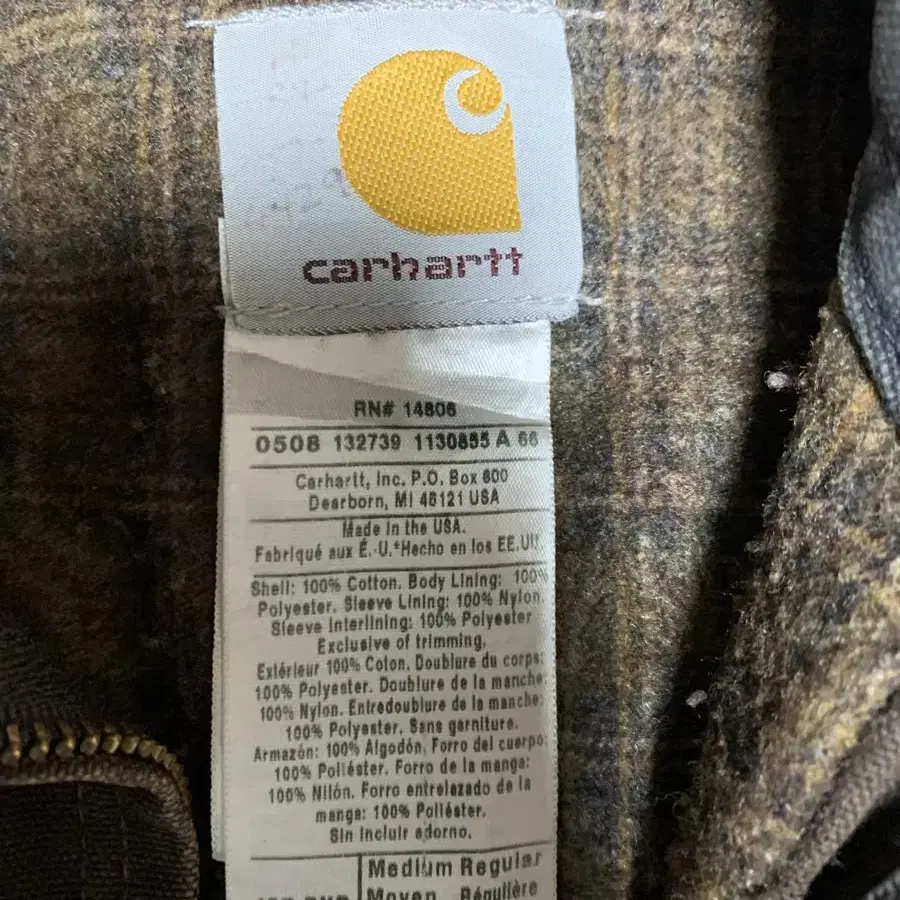 carhartt
RN# 14806
0508 132739 1130855 A 66
Carhartt, Inc. P.O. Box 600
Dearborn, MI 48121 USA
Made in the USA.
Fabriqué aux É.-U.*Hecho en los EE.UU
Shell: 100% Cotton. Body Lining: 100%
Polyester. Sleeve Lining: 100% Nylon.
Sleeve Interlining: 100% Polyester
Exclusive of trimming.
Extérieur 100% Coton. Doublure du corps:
100% Polyester. Doublure de la manche:
100% Nylon. Entredoublure de la manche:
100% Polyester. Sans garniture.
Armazón: 100% Algodón. Forro del cuerpo:
100% Poliéster. Forro de la manga:
100% Nilón. Forro entrelazado de la
manga: 100% Poliéster.
Sin incluir adorno.
Medium Regular
Moyen Régulière